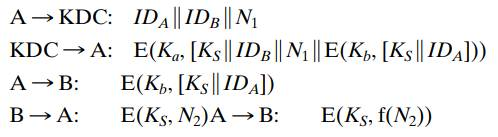 A → KDC: ID_A || ID_B || N_1
KDC → A: E(K_a, [K_S || ID_B || N_1 || E(K_b, [K_S || ID_A]))
A → B: E(K_b, [K_S || ID_A])
B → A: E(K_S, N_2)A → B: E(K_S, f(N_2))